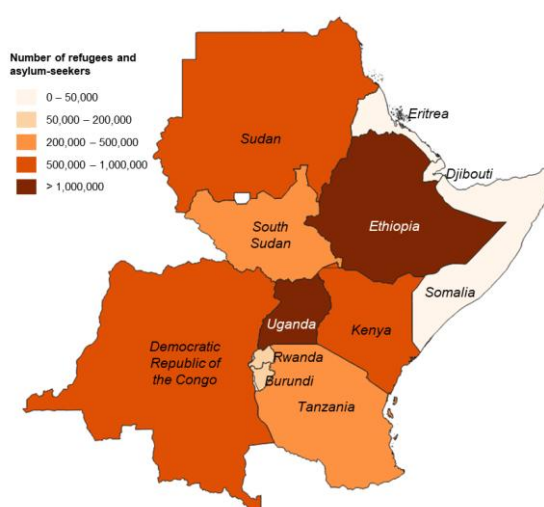 Number of refugees and
asylum-seekers
0 – 50,000
50,000 – 200,000
200,000 – 500,000
500,000 – 1,000,000
> 1,000,000
Eritrea
Sudan
Djibouti
South
Sudan
Ethiopia
Somalia
Uganda
Kenya
Democratic
Republic of
the Congo
Rwanda
Burundi
Tanzania